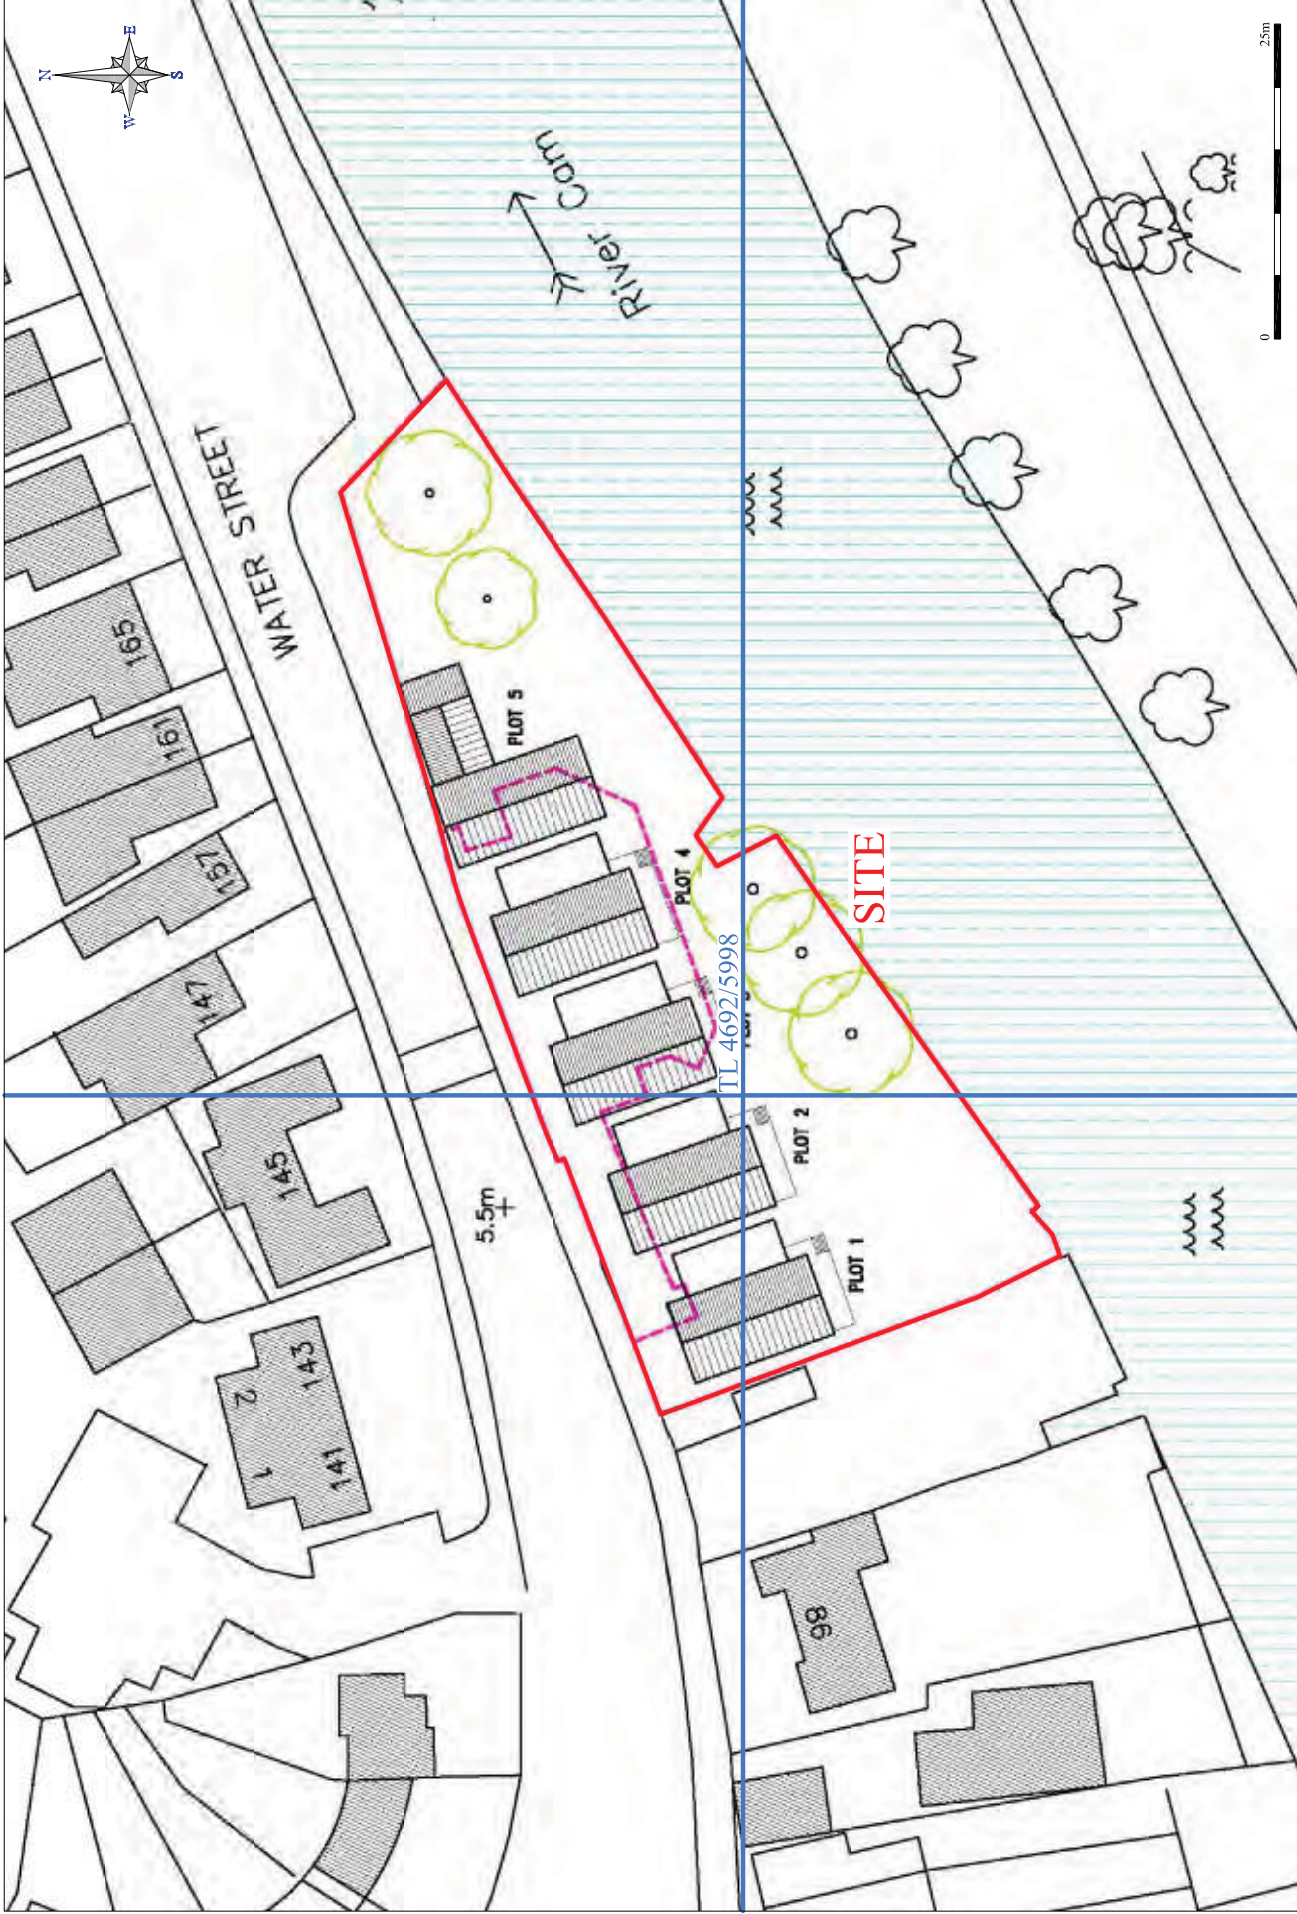 N
E
S
W
25m
0
River Cam
WATER STREET
165
161
157
147
145
143
2
1
141
5.5m
PLOT 5
PLOT 4
SITE
TL 4692/5998
PLOT 2
PLOT 1
98